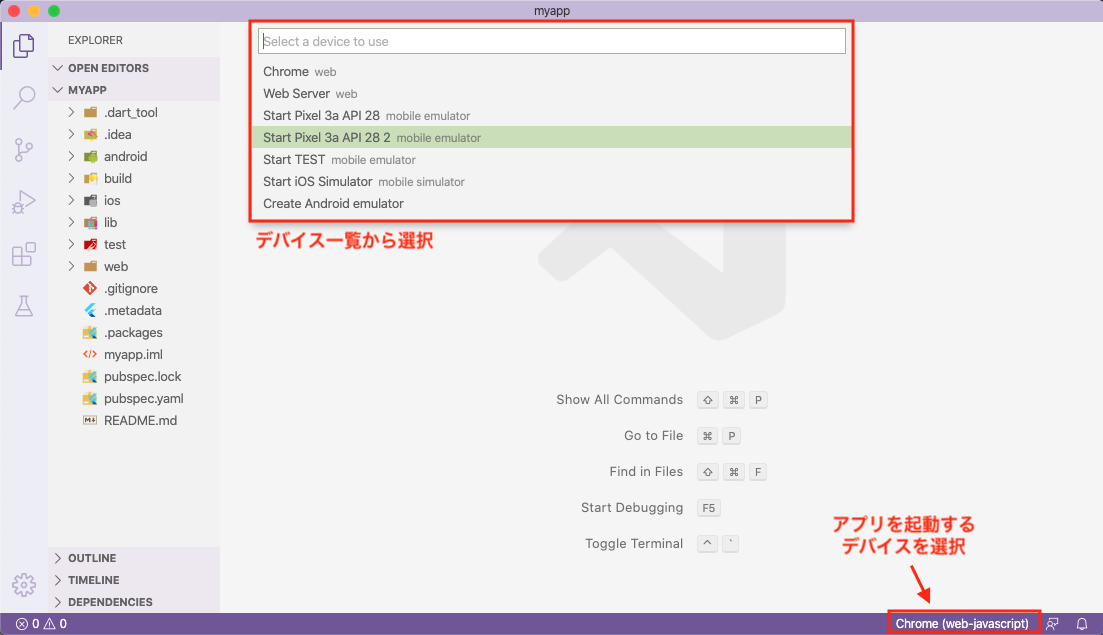 myapp
EXPLORER
OPEN EDITORS
MYAPP
.dart_tool
.idea
android
build
ios
lib
test
web
.gitignore
.metadata
.packages
myapp.iml
pubspec.lock
pubspec.yaml
README.md
OUTLINE
TIMELINE
DEPENDENCIES
Select a device to use
Chrome web
Web Server web
Start Pixel 3a API 28 mobile emulator
Start Pixel 3a API 28 2 mobile emulator
Start TEST mobile emulator
Start iOS Simulator mobile simulator
Create Android emulator
デバイス一覧から選択
Show All Commands ⇧ ⌘ P
Go to File ⌘ P
Find in Files ⇧ ⌘ F
Start Debugging F5
Toggle Terminal ^ `
アプリを起動する
デバイスを選択
0 0
Chrome (web-javascript)